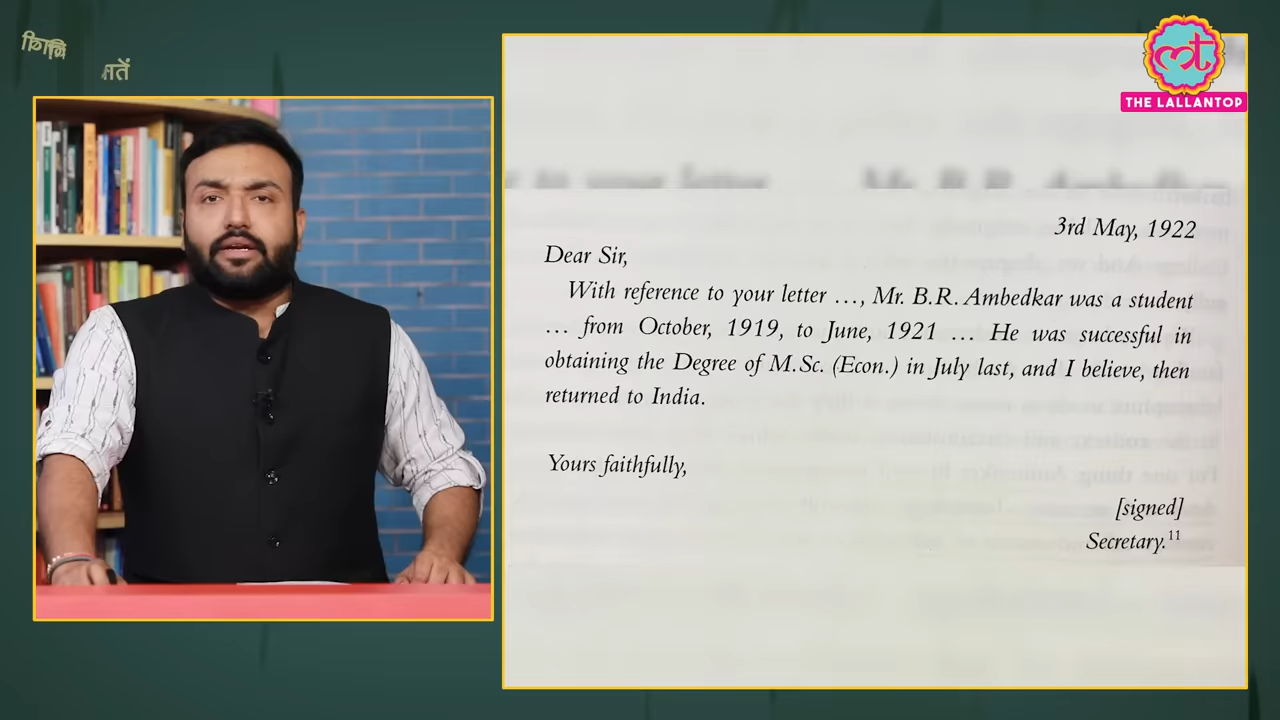 THE LALLANTOP
3rd May, 1922
Dear Sir,
With reference to your letter …, Mr. B.R. Ambedkar was a student
… from October, 1919, to June, 1921 … He was successful in
obtaining the Degree of M.Sc. (Econ.) in July last, and I believe, then
returned to India.
Yours faithfully,
[signed]
Secretary.¹¹